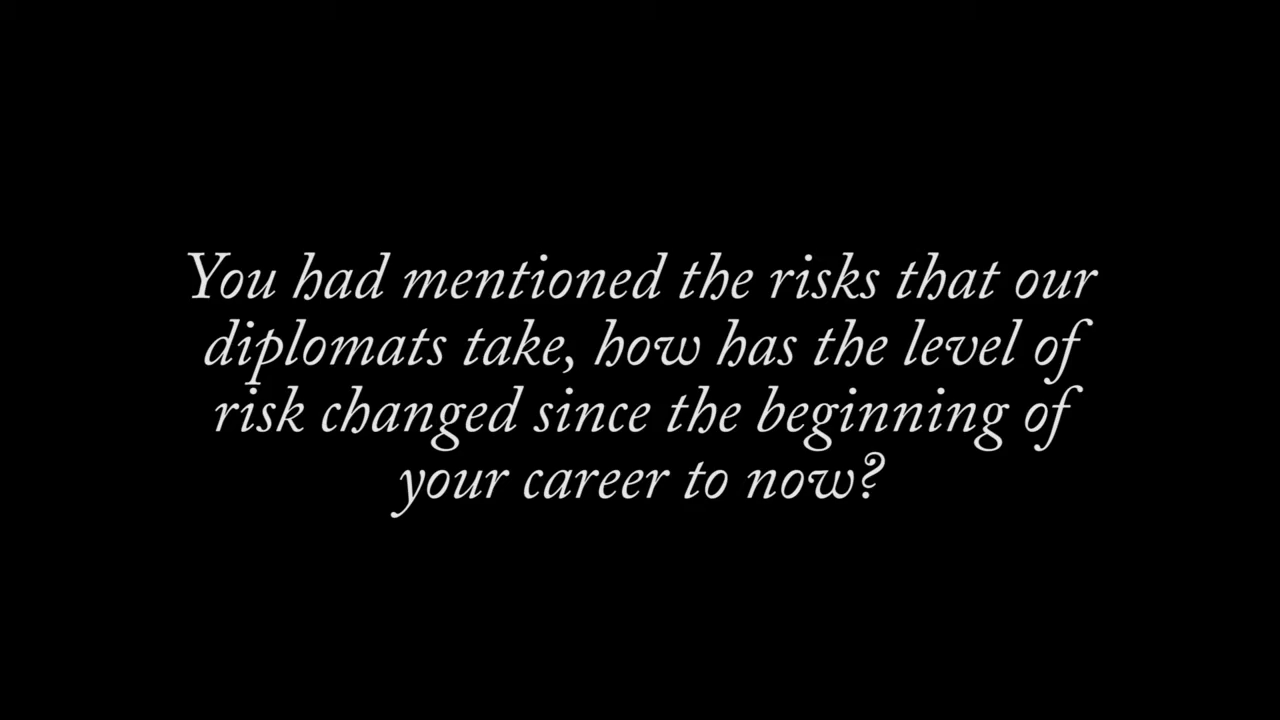 You had mentioned the risks that our
diplomats take, how has the level of
risk changed since the beginning of
your career to now?